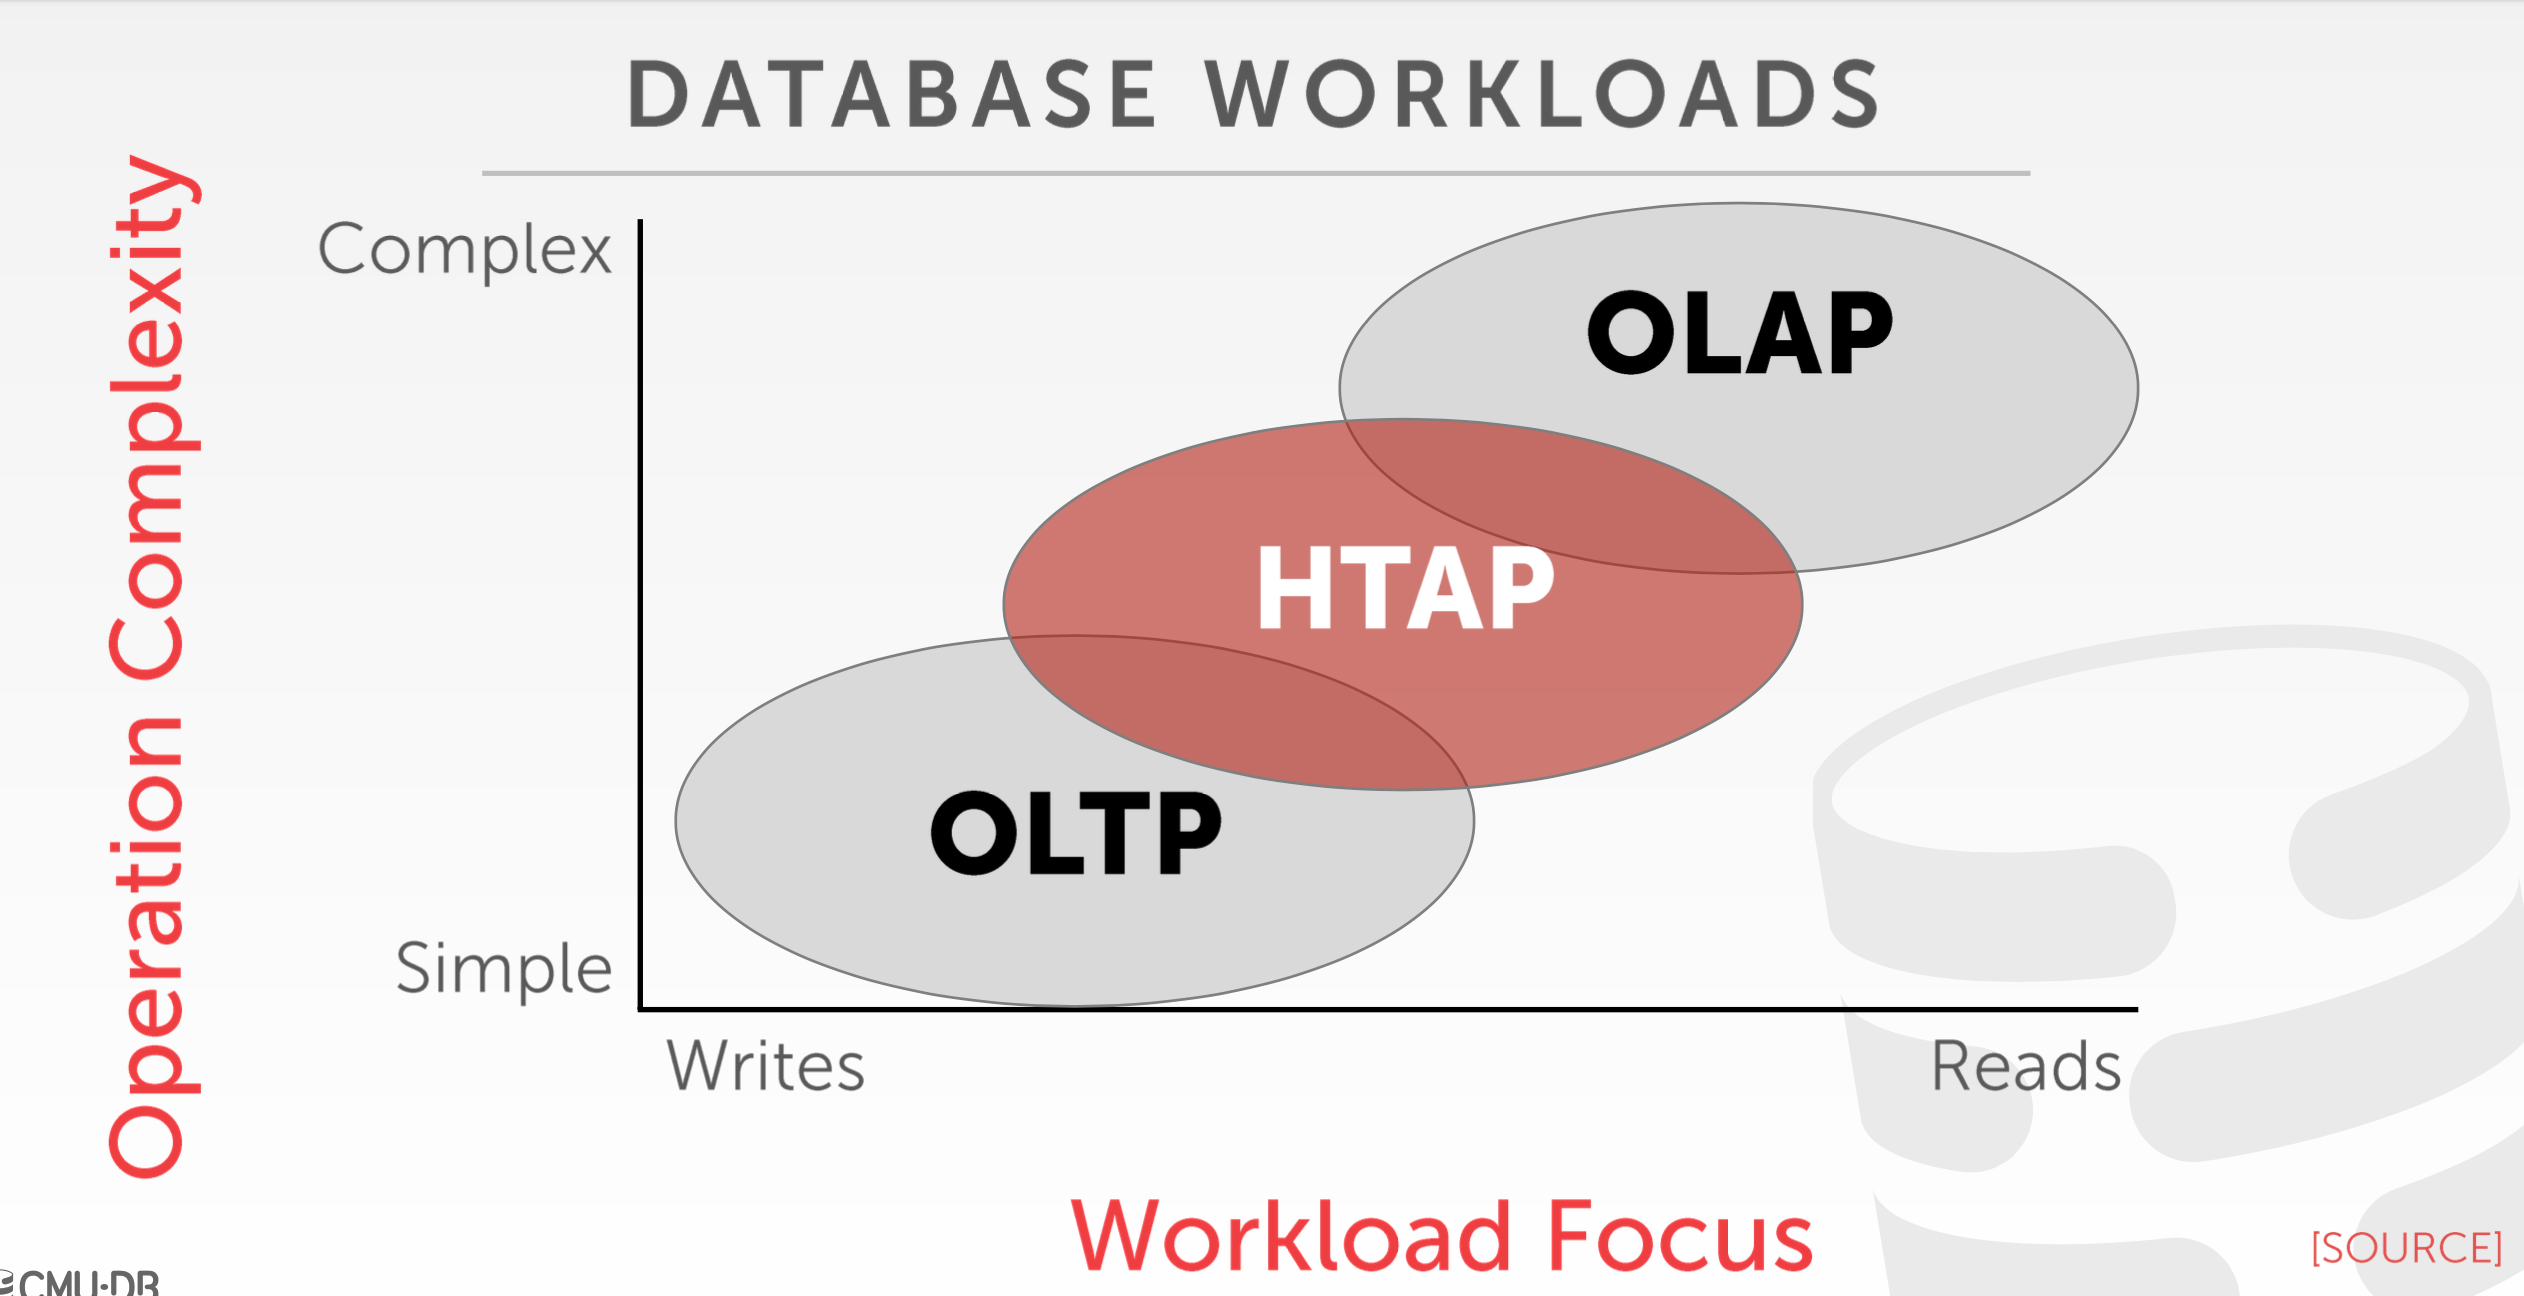 DATABASE WORKLOADS
Operation Complexity
Complex
OLAP
HTAP
OLTP
Simple
Writes
Reads
Workload Focus
[SOURCE]
CMU·DB